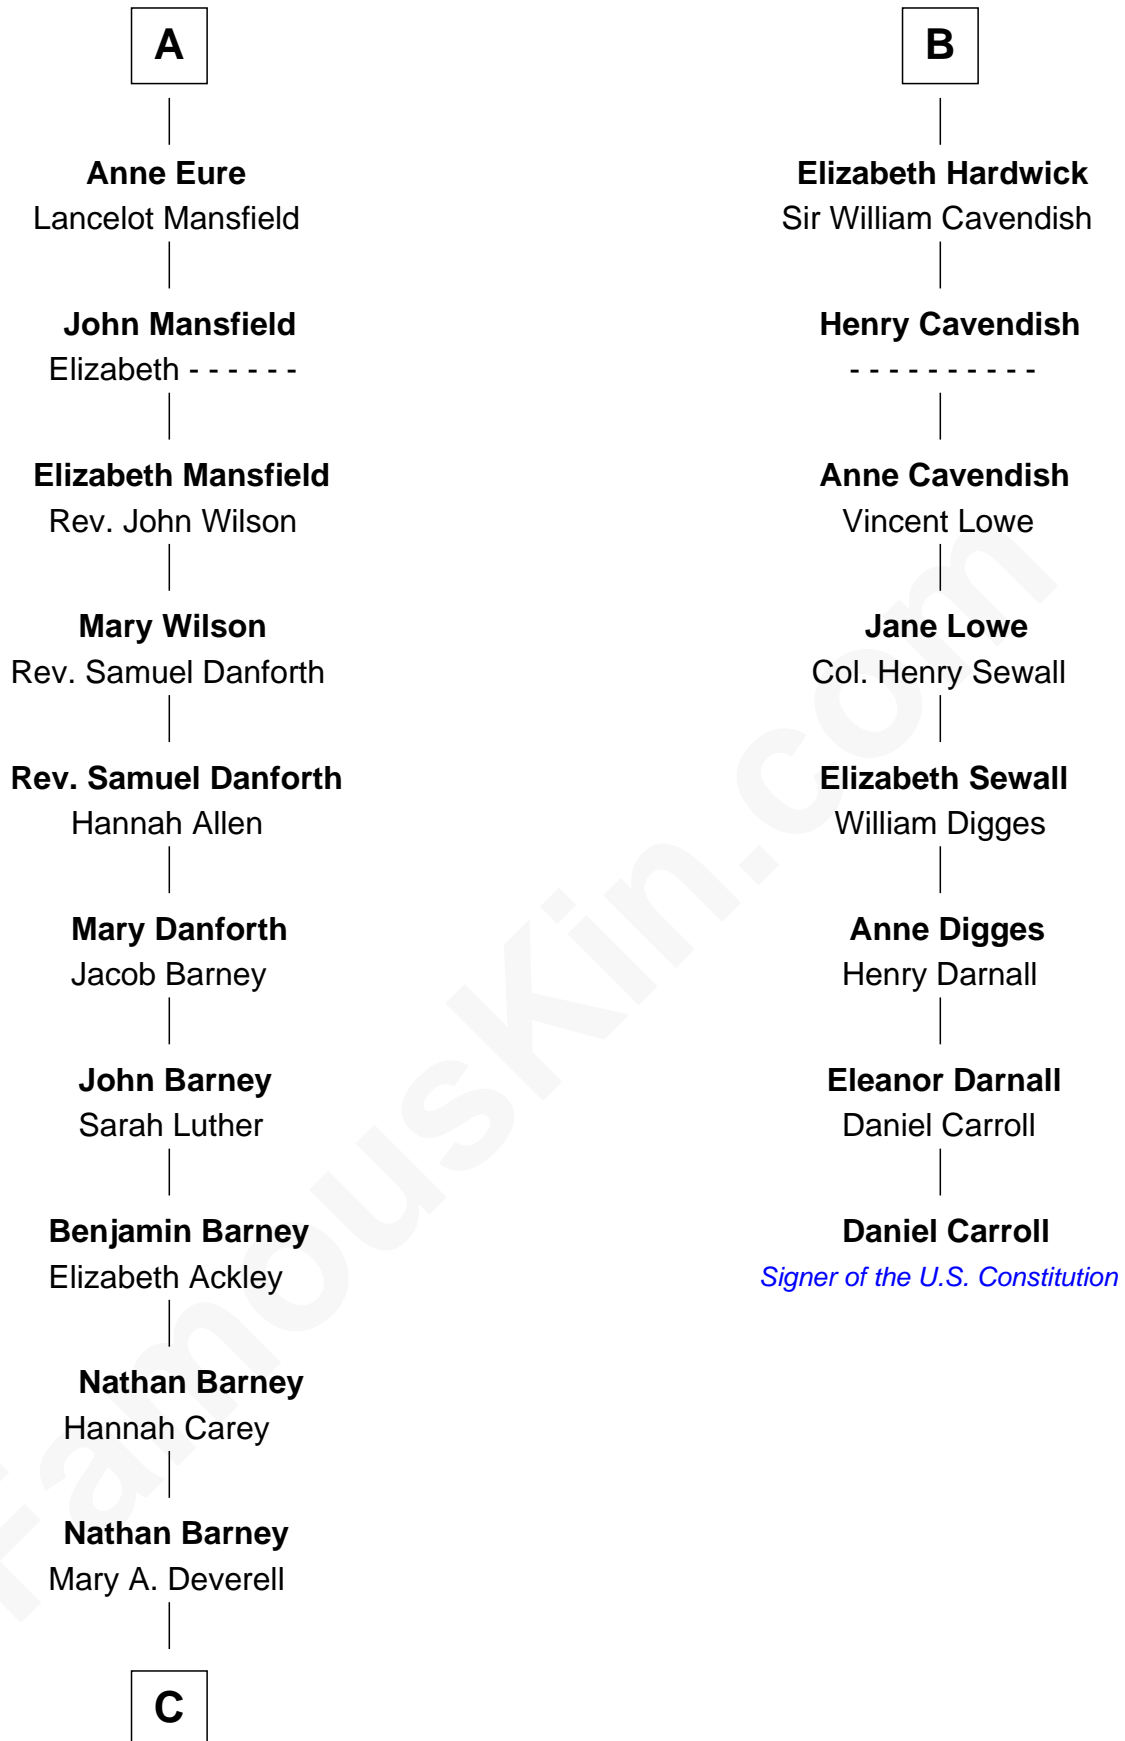 A
Anne Eure
Lancelot Mansfield
John Mansfield
Elizabeth - - - - - -
Elizabeth Mansfield
Rev. John Wilson
Mary Wilson
Rev. Samuel Danforth
Rev. Samuel Danforth
Hannah Allen
Mary Danforth
Jacob Barney
John Barney
Sarah Luther
Benjamin Barney
Elizabeth Ackley
Nathan Barney
Hannah Carey
Nathan Barney
Mary A. Deverell
C
B
Elizabeth Hardwick
Sir William Cavendish
Henry Cavendish
- - - - - - - - - -
Anne Cavendish
Vincent Lowe
Jane Lowe
Col. Henry Sewall
Elizabeth Sewall
William Digges
Anne Digges
Henry Darnall
Eleanor Darnall
Daniel Carroll
Daniel Carroll
Signer of the U.S. Constitution
FamousKin.com